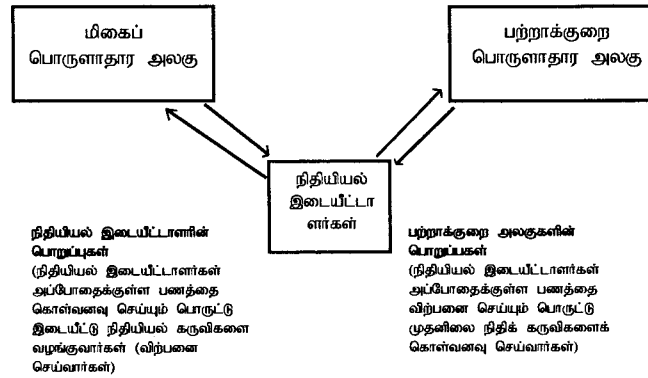 மிகைப்
பொருளாதார அலகு
பற்றாக்குறை
பொருளாதார அலகு
நிதியியல்
இடையீட்டா
ளர்கள்
நிதியியல் இடையீட்டாளரின்
பொறுப்புகள்
(நிதியியல் இடையீட்டாளர்கள்
அப்போதைக்குள்ள பணத்தை
கொள்வனவு செய்யும் பொருட்டு
இடையீட்டு நிதியியல் கருவிகளை
வழங்குவார்கள் (விற்பனை
செய்வார்கள்)
பற்றாக்குறை அலகுகளின்
பொறுப்பகள்
(நிதியியல் இடையீட்டாளர்கள்
அப்போதைக்குள்ள பணத்தை
விற்பனை செய்யும் பொருட்டு
முதனிலை நிதிக் கருவிகளைக்
கொள்வனவு செய்வார்கள்)